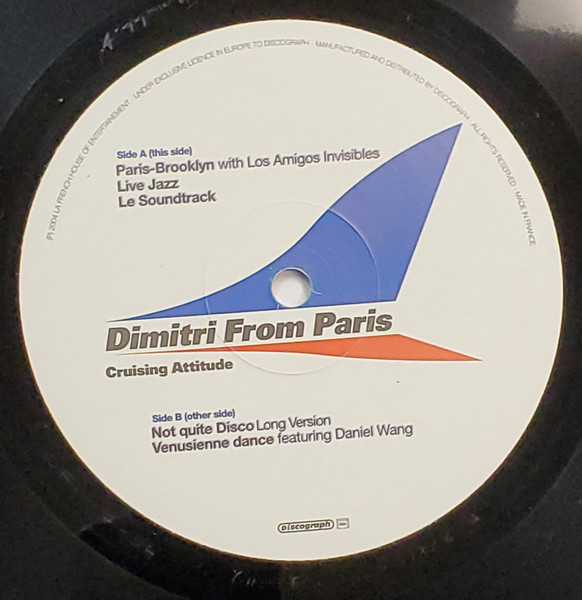 (P) 2004 LA FRENCH HOUSE OF ENTERTAINEMENT - UNDER EXCLUSIVE LICENCE IN EUROPE TO DISCOGRAPH - MANUFACTURED AND DISTRIBUTED BY DISCOGRAPH - ALL RIGHTS RESERVED - MADE IN FRANCE
Side A (this side)
Paris-Brooklyn with Los Amigos Invisibles
Live Jazz
Le Soundtrack
Dimitri From Paris
Cruising Attitude
Side B (other side)
Not quite Disco Long Version
Venusienne dance featuring Daniel Wang
Discograph